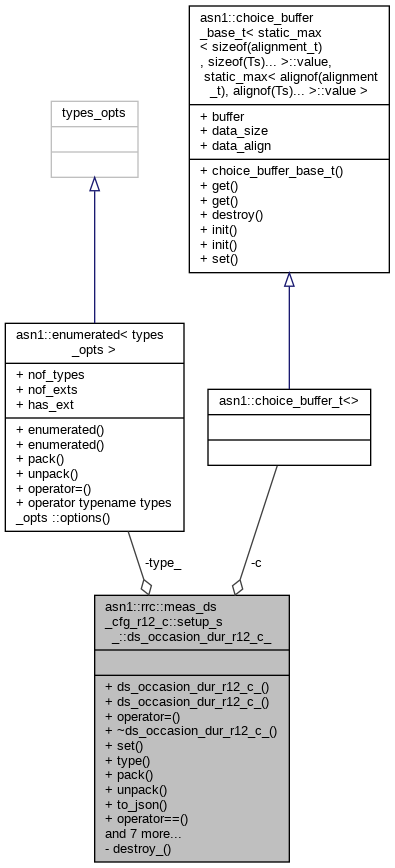 asn1::choice_buffer
_base_t< static_max
< sizeof(alignment_t)
, sizeof(Ts)... >::value,
static_max< alignof(alignment
_t), alignof(Ts)... >::value >
+ buffer
+ data_size
+ data_align
+ choice_buffer_base_t()
+ get()
+ get()
+ destroy()
+ init()
+ init()
+ set()
types_opts
asn1::enumerated< types
_opts >
+ nof_types
+ nof_exts
+ has_ext
+ enumerated()
+ enumerated()
+ pack()
+ unpack()
+ operator=()
+ operator typename types
_opts ::options()
asn1::choice_buffer_t<>
-type_
-c
asn1::rrc::meas_ds
_cfg_r12_c::setup_s
_::ds_occasion_dur_r12_c_
+ ds_occasion_dur_r12_c_()
+ ds_occasion_dur_r12_c_()
+ operator=()
+ ~ds_occasion_dur_r12_c_()
+ set()
+ type()
+ pack()
+ unpack()
+ to_json()
+ operator==()
and 7 more...
- destroy_()